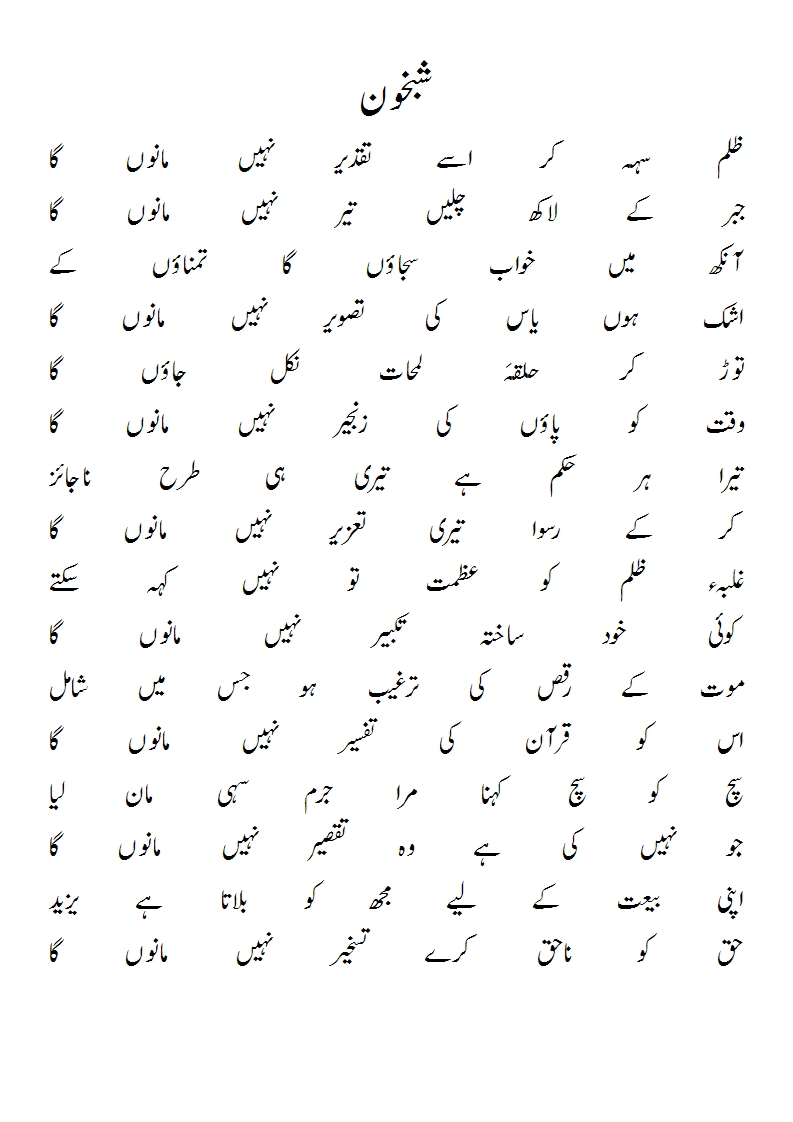 شبخون
ظلم سہہ کر اسے تقدیر نہیں مانوں گا
جبر کے لاکھ چلیں تیر نہیں مانوں گا
آنکھ میں خواب سجاؤں گا تمناؤں کے
اشک ہوں یاس کی تصویر نہیں مانوں گا
توڑ کر حلقۂ لمحات نکل جاؤں گا
وقت کو پاؤں کی زنجیر نہیں مانوں گا
تیرا ہر حکم ہے تیری ہی طرح ناجائز
کر کے رسوا تیری تعزیر نہیں مانوں گا
غلبہء ظلم کو عظمت تو نہیں کہہ سکتے
کوئی خود ساختہ تکبیر نہیں مانوں گا
موت کے رقص کی ترغیب ہو جس میں شامل
اس کو قرآن کی تفسیر نہیں مانوں گا
سچ کو سچ کہنا مرا جرم سہی مان لیا
جو نہیں کی ہے وہ تقصیر نہیں مانوں گا
اپنی بیعت کے لیے مجھ کو بلاتا ہے یزید
حق کو ناحق کرے تسخیر نہیں مانوں گا